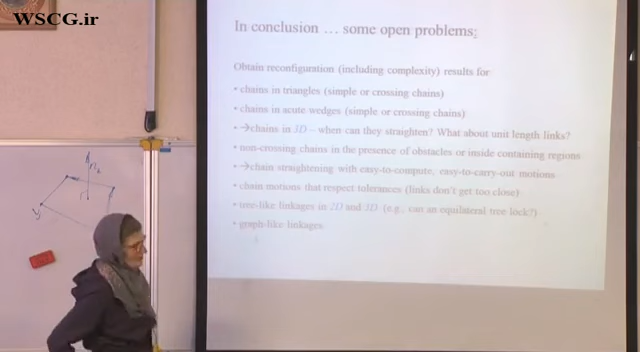 WSCG.ir
In conclusion … some open problems;
Obtain reconfiguration (including complexity) results for
• chains in triangles (simple or crossing chains)
• chains in acute wedges (simple or crossing chains)
• →chains in 3D – when can they straighten? What about unit length links?
• non-crossing chains in the presence of obstacles or inside containing regions
• →chain straightening with easy-to-compute, easy-to-carry-out motions
• chain motions that respect tolerances (links don't get too close)
• tree-like linkages in 2D and 3D (e.g., can an equilateral tree lock?)
• graph-like linkages